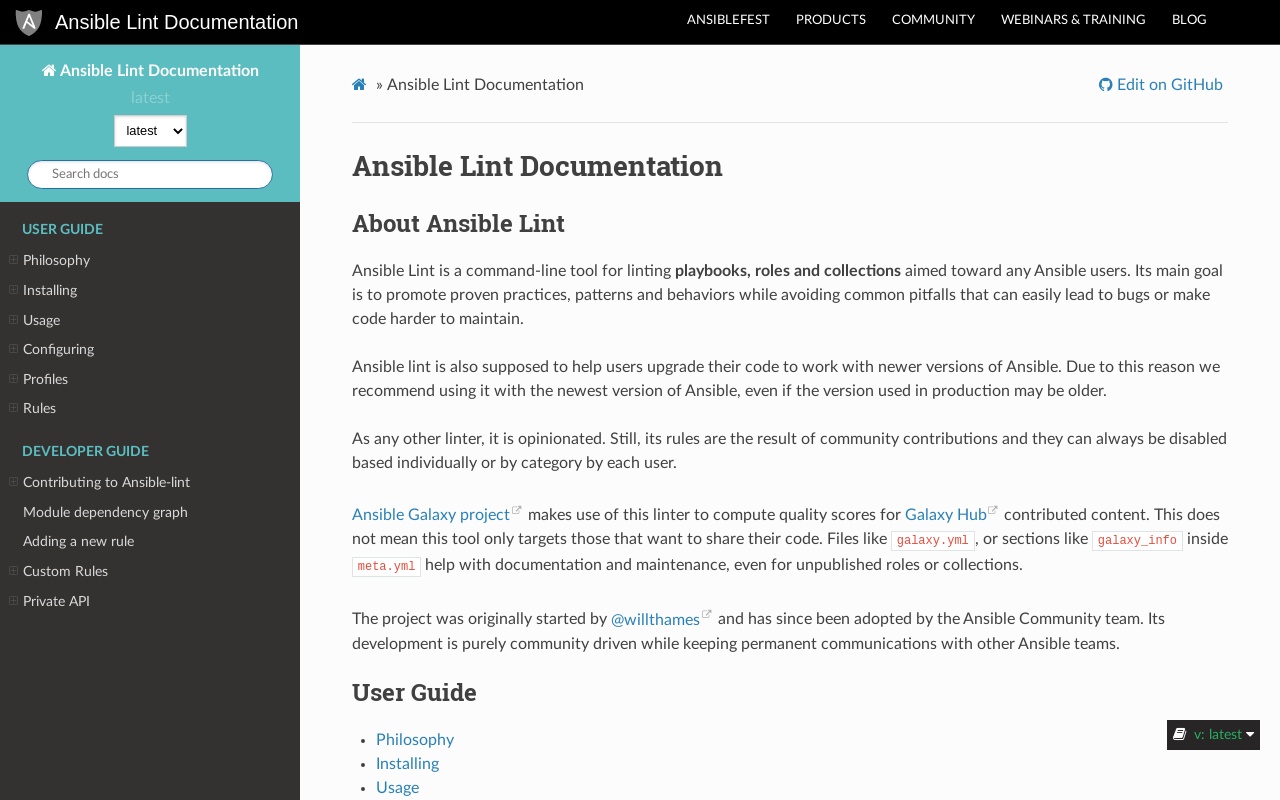 Ansible Lint Documentation
ANSIBLEFEST PRODUCTS COMMUNITY WEBINARS & TRAINING BLOG
Ansible Lint Documentation
latest
latest
Search docs
USER GUIDE
Philosophy
Installing
Usage
Configuring
Profiles
Rules
DEVELOPER GUIDE
Contributing to Ansible-lint
Module dependency graph
Adding a new rule
Custom Rules
Private API
» Ansible Lint Documentation
Edit on GitHub
Ansible Lint Documentation
About Ansible Lint
Ansible Lint is a command-line tool for linting playbooks, roles and collections aimed toward any Ansible users. Its main goal
is to promote proven practices, patterns and behaviors while avoiding common pitfalls that can easily lead to bugs or make
code harder to maintain.
Ansible lint is also supposed to help users upgrade their code to work with newer versions of Ansible. Due to this reason we
recommend using it with the newest version of Ansible, even if the version used in production may be older.
As any other linter, it is opinionated. Still, its rules are the result of community contributions and they can always be disabled
based individually or by category by each user.
Ansible Galaxy project makes use of this linter to compute quality scores for Galaxy Hub contributed content. This does
not mean this tool only targets those that want to share their code. Files like galaxy.yml, or sections like galaxy_info inside
meta.yml help with documentation and maintenance, even for unpublished roles or collections.
The project was originally started by @willthames and has since been adopted by the Ansible Community team. Its
development is purely community driven while keeping permanent communications with other Ansible teams.
User Guide
• Philosophy
• Installing
• Usage
v: latest